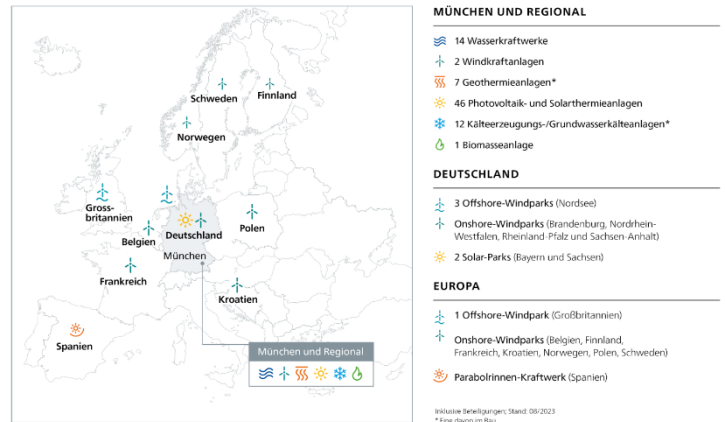 Schweden
Finnland
Norwegen
Gross-
britannien
Belgien
Deutschland
Polen
München
Frankreich
Kroatien
Spanien
München und Regional
MÜNCHEN UND REGIONAL
14 Wasserkraftwerke
2 Windkraftanlagen
7 Geothermieanlagen*
46 Photovoltaik- und Solarthermieanlagen
12 Kälteerzeugungs-/Grundwasserkälteanlagen*
1 Biomasseanlage
DEUTSCHLAND
3 Offshore-Windparks (Nordsee)
Onshore-Windparks (Brandenburg, Nordrhein-
Westfalen, Rheinland-Pfalz und Sachsen-Anhalt)
2 Solar-Parks (Bayern und Sachsen)
EUROPA
1 Offshore-Windpark (Großbritannien)
Onshore-Windparks (Belgien, Finnland,
Frankreich, Kroatien, Norwegen, Polen, Schweden)
Parabolrinnen-Kraftwerk (Spanien)
Inklusive Beteiligungen; Stand: 08/2023
* Eine davon im Bau